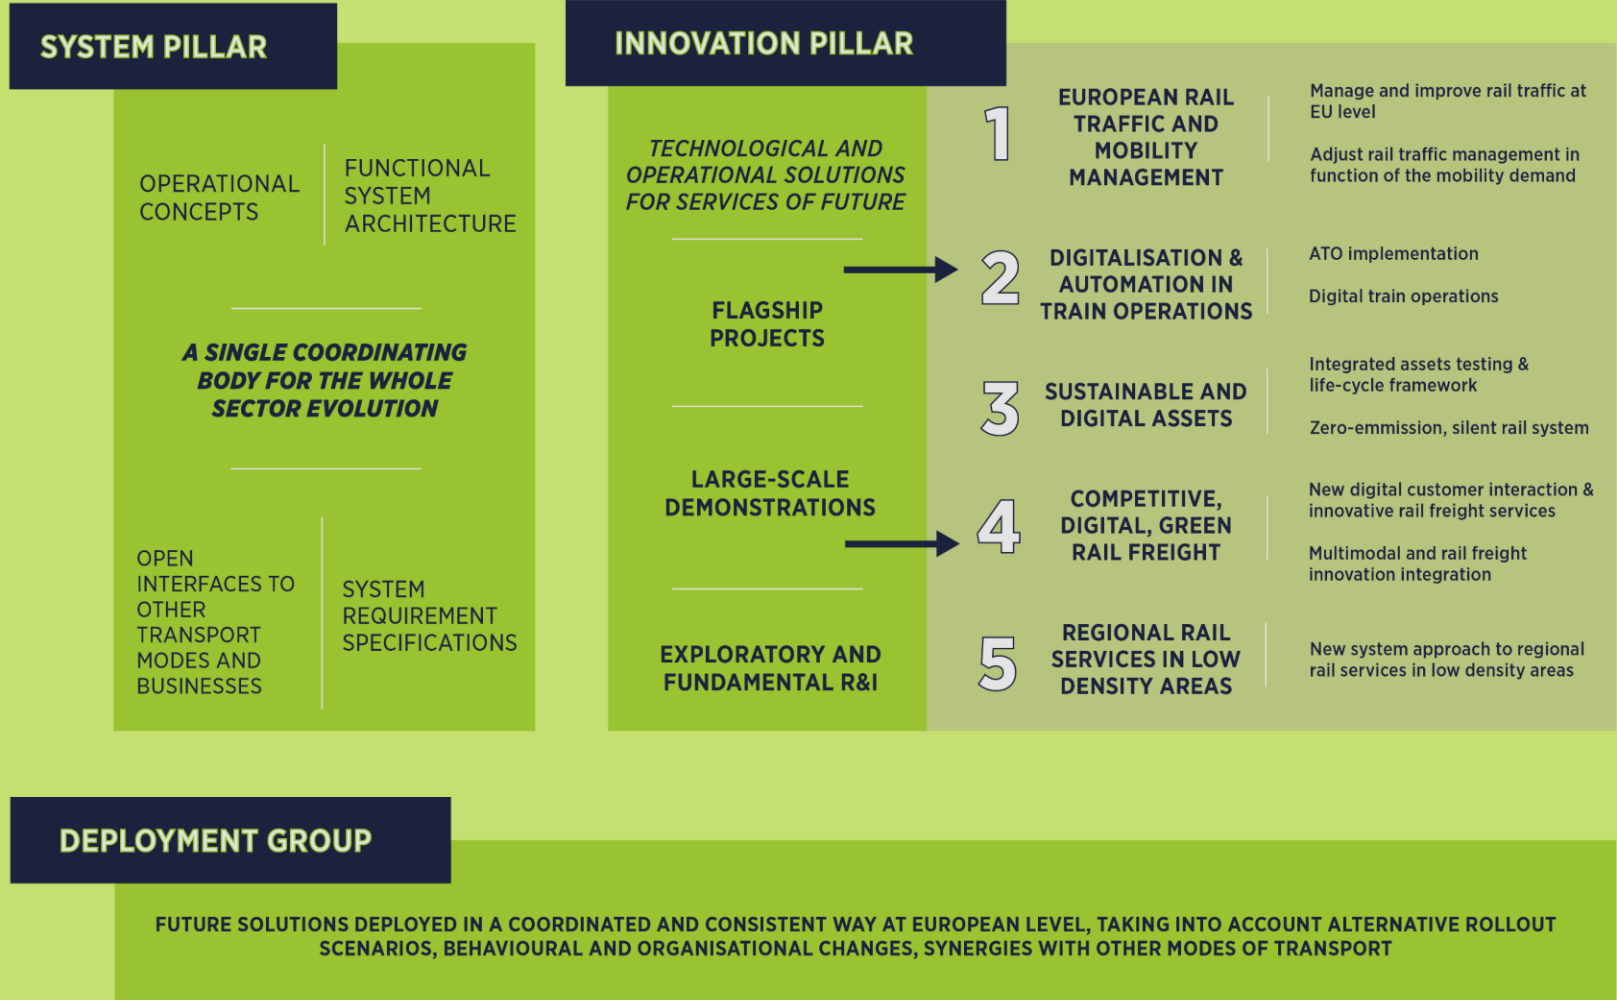 SYSTEM PILLAR
OPERATIONAL
CONCEPTS
FUNCTIONAL
SYSTEM
ARCHITECTURE
A SINGLE COORDINATING
BODY FOR THE WHOLE
SECTOR EVOLUTION
OPEN
INTERFACES TO
OTHER
TRANSPORT
MODES AND
BUSINESSES
SYSTEM
REQUIREMENT
SPECIFICATIONS
INNOVATION PILLAR
TECHNOLOGICAL AND
OPERATIONAL SOLUTIONS
FOR SERVICES OF FUTURE
FLAGSHIP
PROJECTS
LARGE-SCALE
DEMONSTRATIONS
EXPLORATORY AND
FUNDAMENTAL R&I
1
EUROPEAN RAIL
TRAFFIC AND
MOBILITY
MANAGEMENT
Manage and improve rail traffic at
EU level
Adjust rail traffic management in
function of the mobility demand
2
DIGITALISATION &
AUTOMATION IN
TRAIN OPERATIONS
ATO implementation
Digital train operations
3
SUSTAINABLE AND
DIGITAL ASSETS
Integrated assets testing &
life-cycle framework
Zero-emmission, silent rail system
4
COMPETITIVE,
DIGITAL, GREEN
RAIL FREIGHT
New digital customer interaction &
innovative rail freight services
Multimodal and rail freight
innovation integration
5
REGIONAL RAIL
SERVICES IN LOW
DENSITY AREAS
New system approach to regional
rail services in low density areas
DEPLOYMENT GROUP
FUTURE SOLUTIONS DEPLOYED IN A COORDINATED AND CONSISTENT WAY AT EUROPEAN LEVEL, TAKING INTO ACCOUNT ALTERNATIVE ROLLOUT
SCENARIOS, BEHAVIOURAL AND ORGANISATIONAL CHANGES, SYNERGIES WITH OTHER MODES OF TRANSPORT